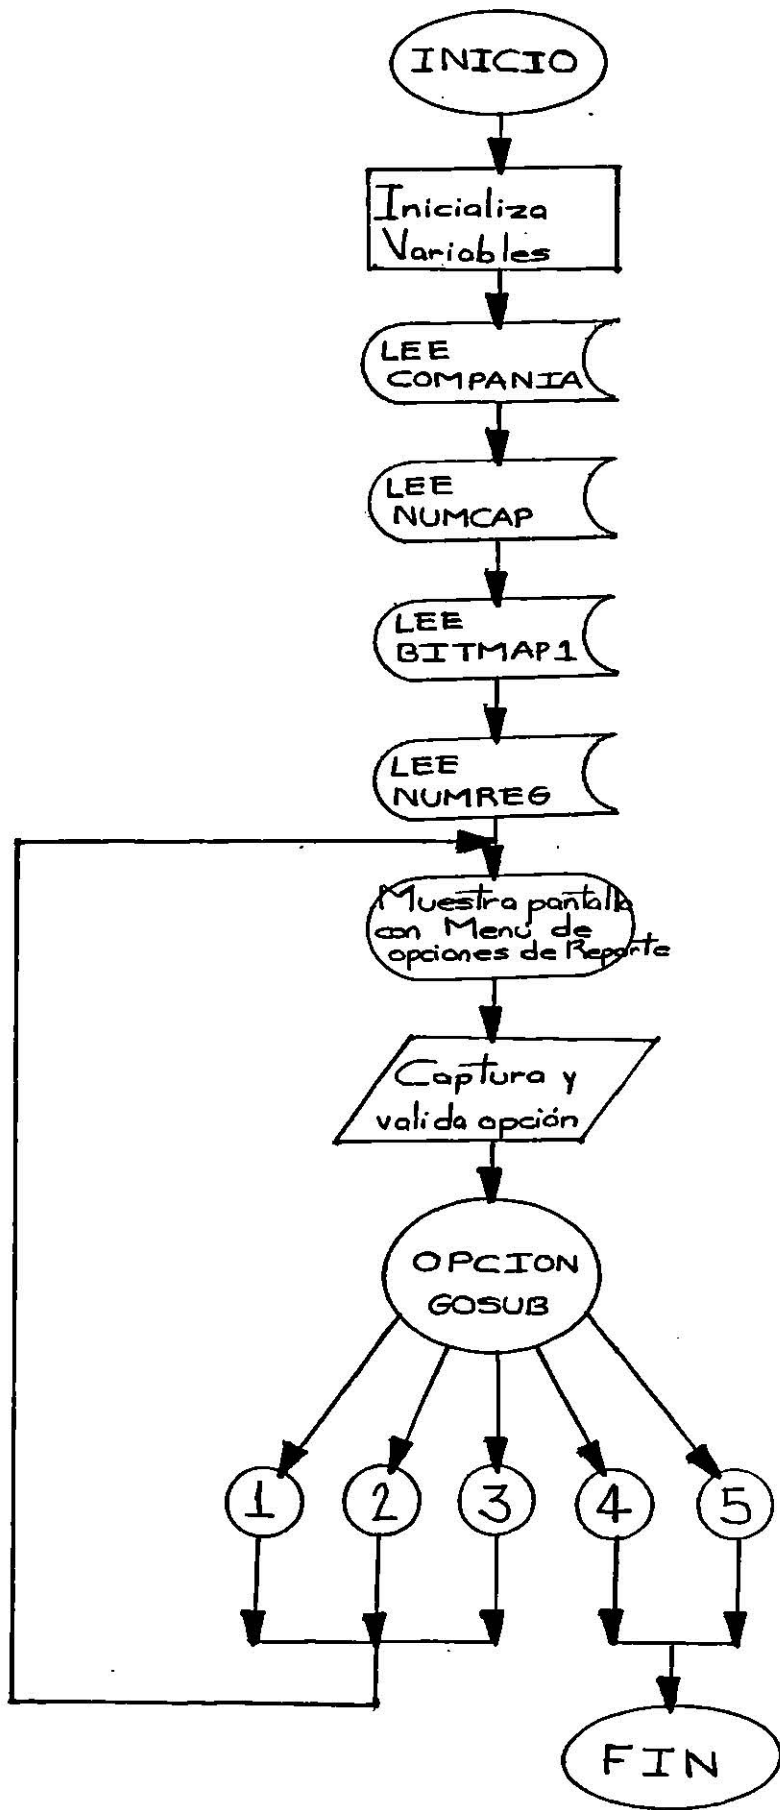 INICIO
Inicializa
Variables
LEE
COMPANIA
LEE
NUMCAP
LEE
BITMAP1
LEE
NUMREG
Muestra pantalla
con Menú de
opciones de Reporte
Captura y
valida opción
OPCION
GOSUB
1 2 3 4 5
FIN